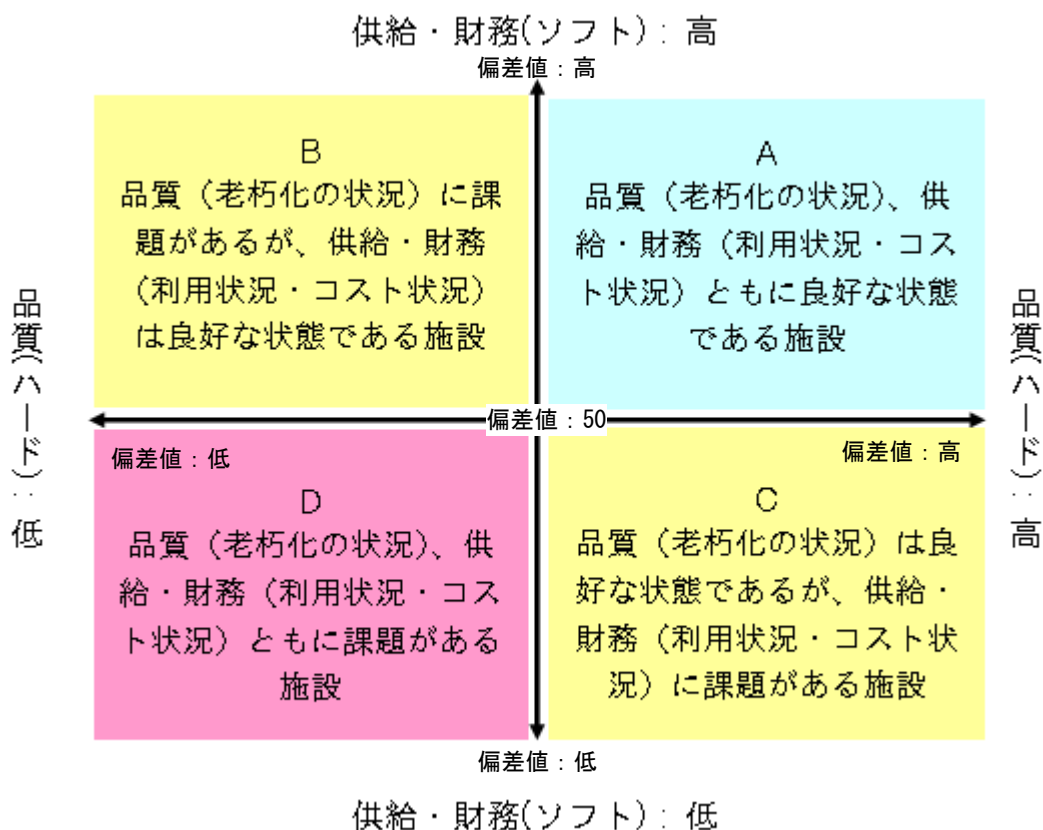 供給・財務(ソフト)：高
偏差値：高
B
品質（老朽化の状況）に課
題があるが、供給・財務
（利用状況・コスト状況）
は良好な状態である施設
A
品質（老朽化の状況）、供
給・財務（利用状況・コス
ト状況）ともに良好な状態
である施設
品質(ハード)：低
品質(ハード)：高
偏差値：50
偏差値：低
偏差値：高
D
品質（老朽化の状況）、供
給・財務（利用状況・コス
ト状況）ともに課題がある
施設
C
品質（老朽化の状況）は良
好な状態であるが、供給・
財務（利用状況・コスト状
況）に課題がある施設
偏差値：低
供給・財務(ソフト)：低